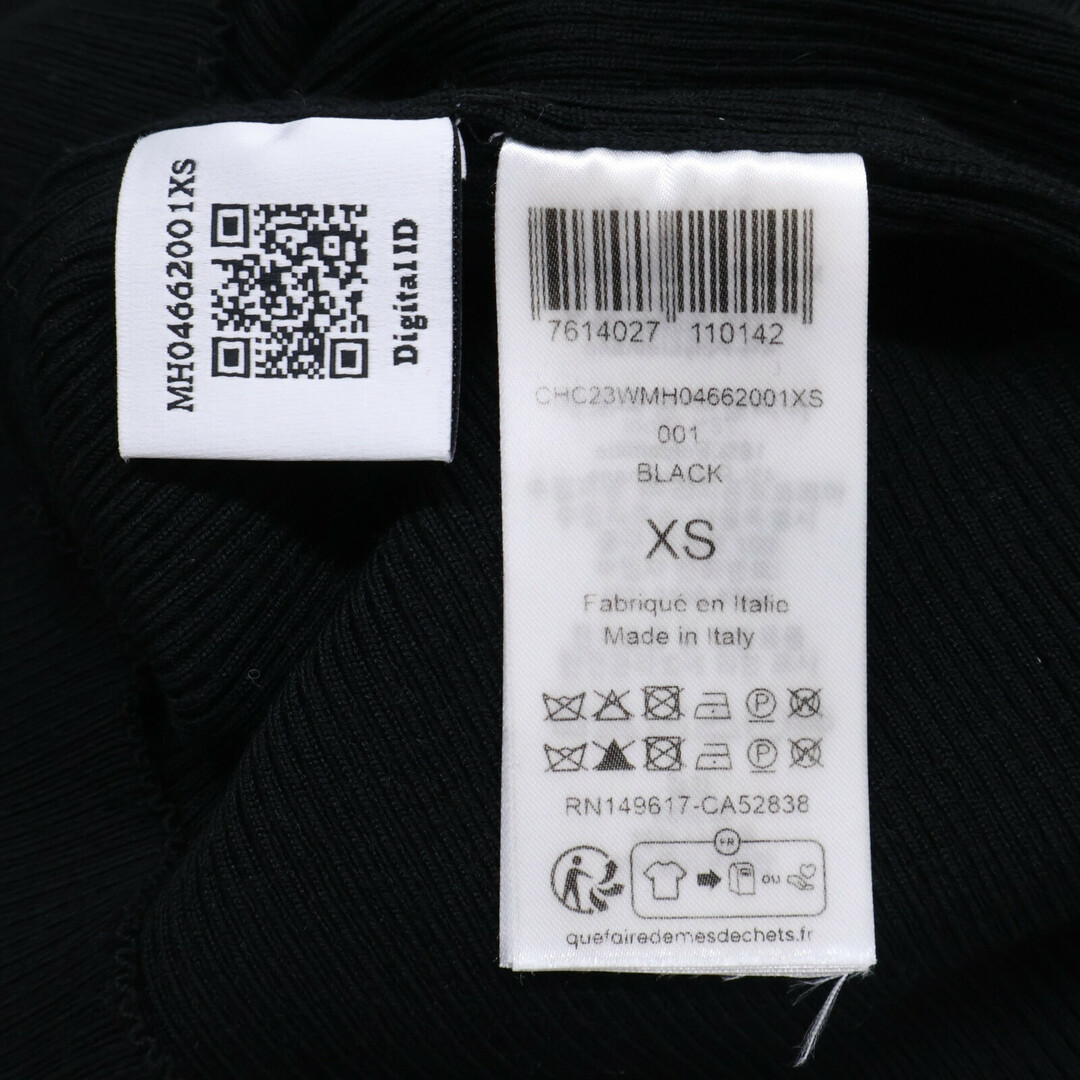 MH04662001XS
Digital ID
7614027 110142
CHC23WMH04662001XS
001
BLACK
XS
Fabriqué en Italie
Made in Italy
P
P
RN149617-CA52838
FR
OU
quefairedemesdechets.fr